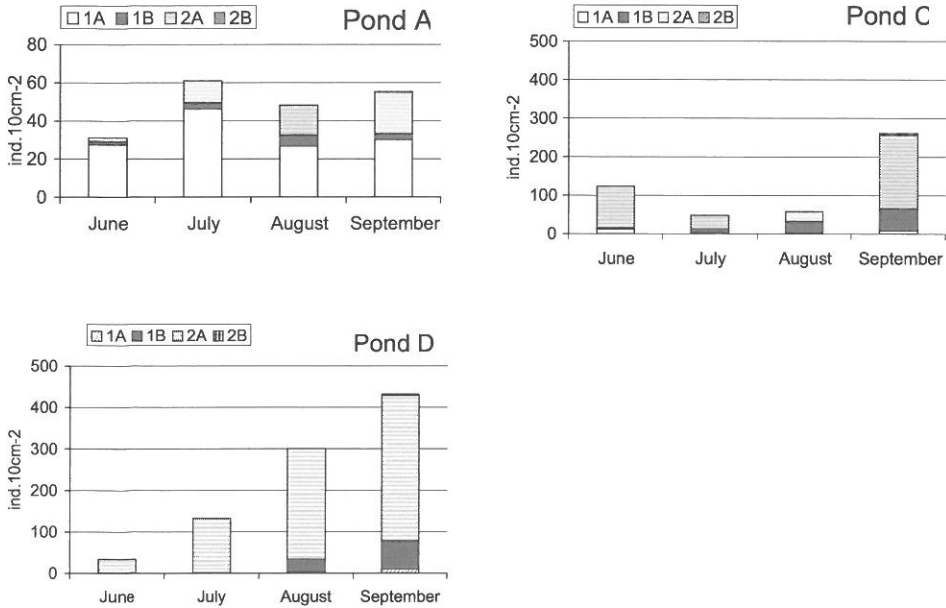 1A 1B 2A 2B
Pond A
ind.10cm-2
80
60
40
20
0
June July August September
1A 1B 2A 2B
Pond C
ind.10cm-2
500
400
300
200
100
0
June July August September
1A 1B 2A 2B
Pond D
ind.10cm-2
500
400
300
200
100
0
June July August September